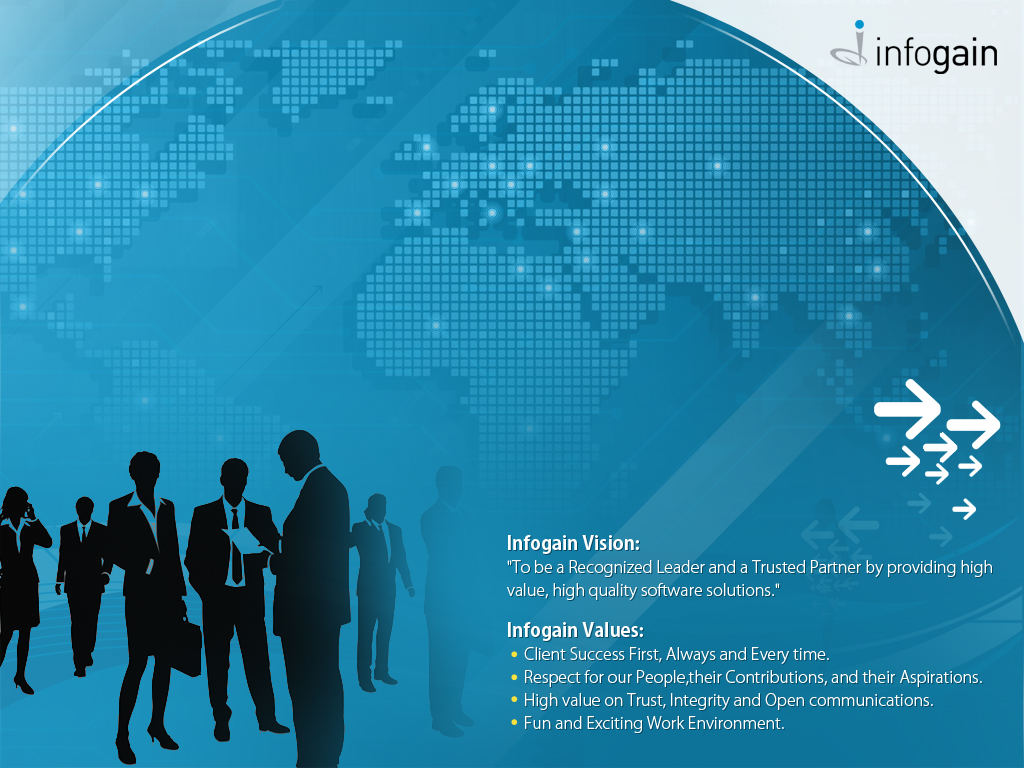 infogain
Infogain Vision:
"To be a Recognized Leader and a Trusted Partner by providing high
value, high quality software solutions."
Infogain Values:
• Client Success First, Always and Every time.
• Respect for our People,their Contributions, and their Aspirations.
• High value on Trust, Integrity and Open communications.
• Fun and Exciting Work Environment.